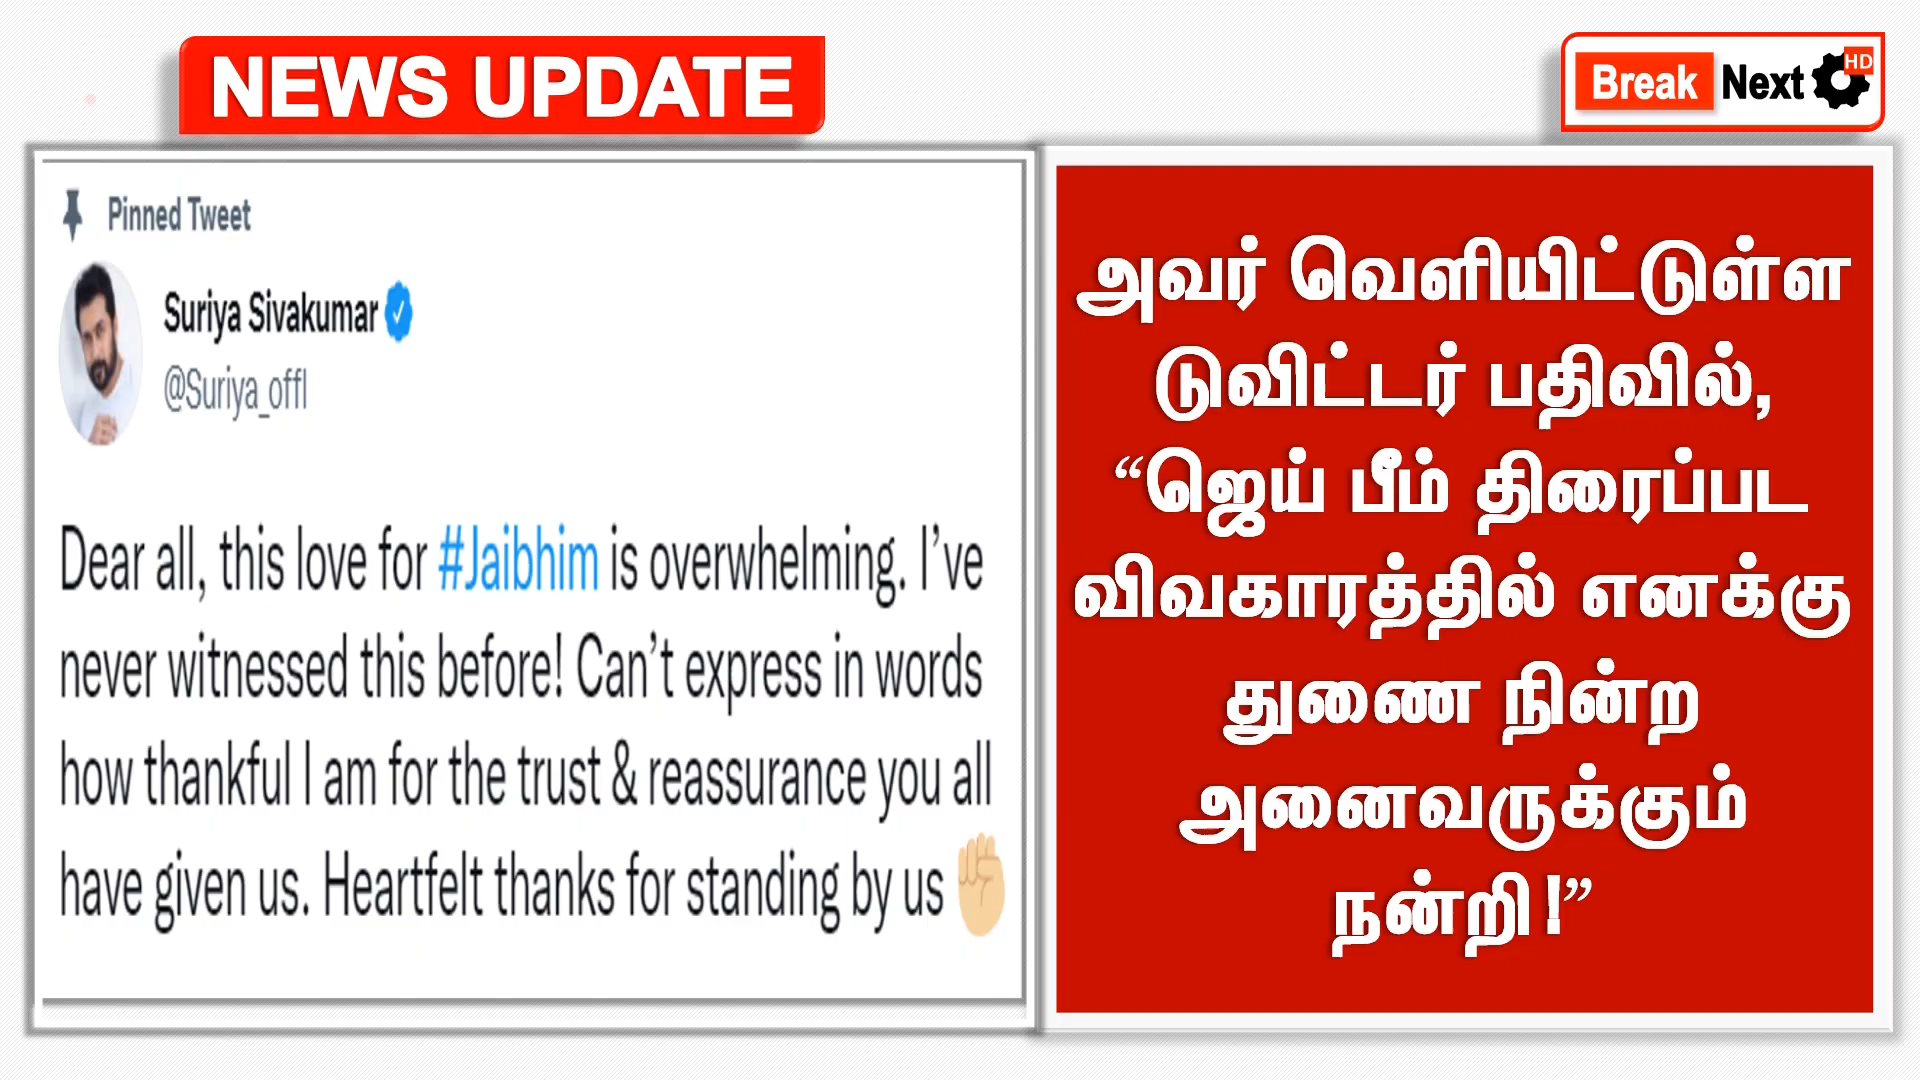 NEWS UPDATE
Break Next HD
Pinned Tweet
Suriya Sivakumar
@Suriya_offl
Dear all, this love for #Jaibhim is overwhelming. I've
never witnessed this before! Can't express in words
how thankful I am for the trust & reassurance you all
have given us. Heartfelt thanks for standing by us ✊🏼
அவர் வெளியிட்டுள்ள
டுவிட்டர் பதிவில்,
“ஜெய் பீம் திரைப்பட
விவகாரத்தில் எனக்கு
துணை நின்ற
அனைவருக்கும்
நன்றி!”